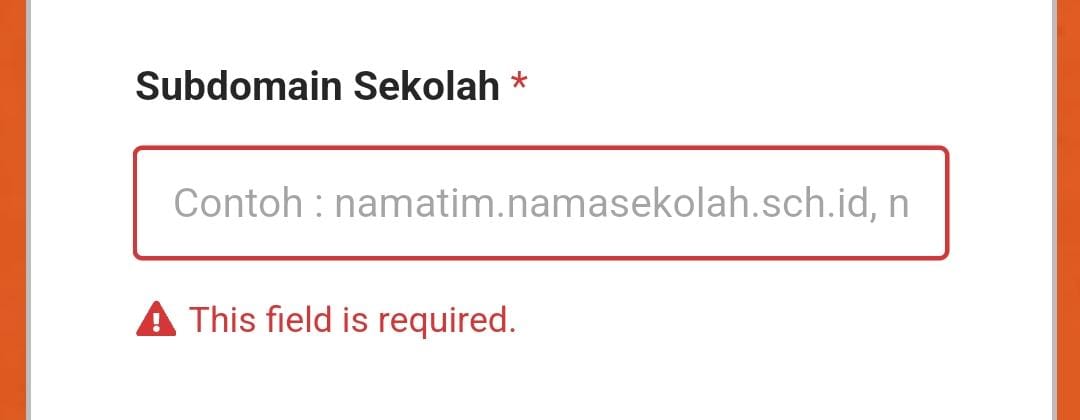 Subdomain Sekolah *
Contoh : namatim.namasekolah.sch.id, n
This field is required.